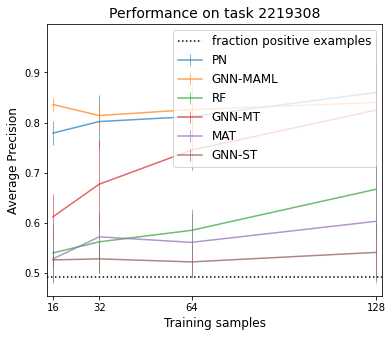 Performance on task 2219308
fraction positive examples
PN
GNN-MAML
RF
GNN-MT
MAT
GNN-ST
Average Precision
0.9
0.8
0.7
0.6
0.5
16 32 64 128
Training samples